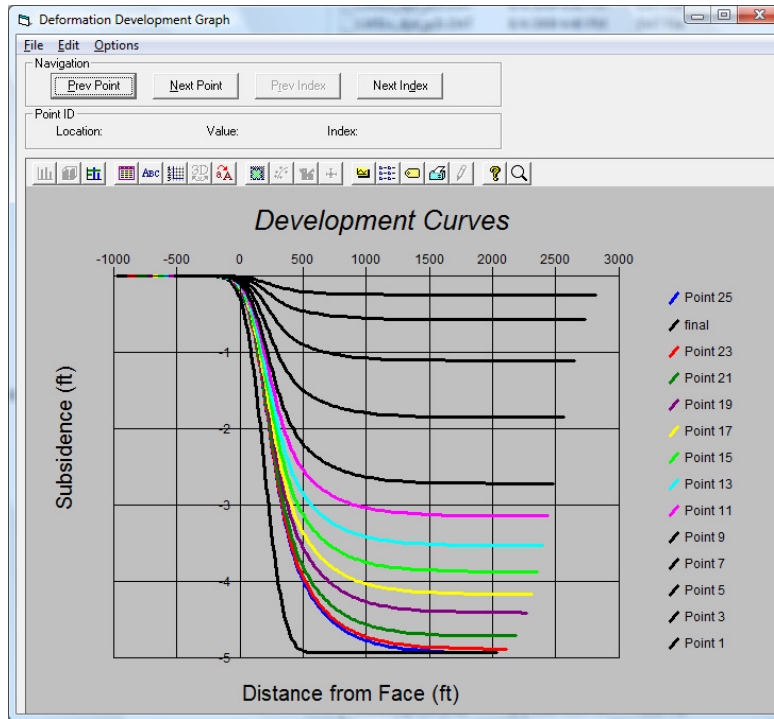 Deformation Development Graph
File Edit Options
Navigation
Prev Point Next Point Prev Index Next Index
Point ID
Location: Value: Index:
ABC 3D A
Development Curves
-1000 -500 0 500 1000 1500 2000 2500 3000
-1
-2
-3
-4
-5
Subsidence (ft)
Distance from Face (ft)
Point 25
final
Point 23
Point 21
Point 19
Point 17
Point 15
Point 13
Point 11
Point 9
Point 7
Point 5
Point 3
Point 1